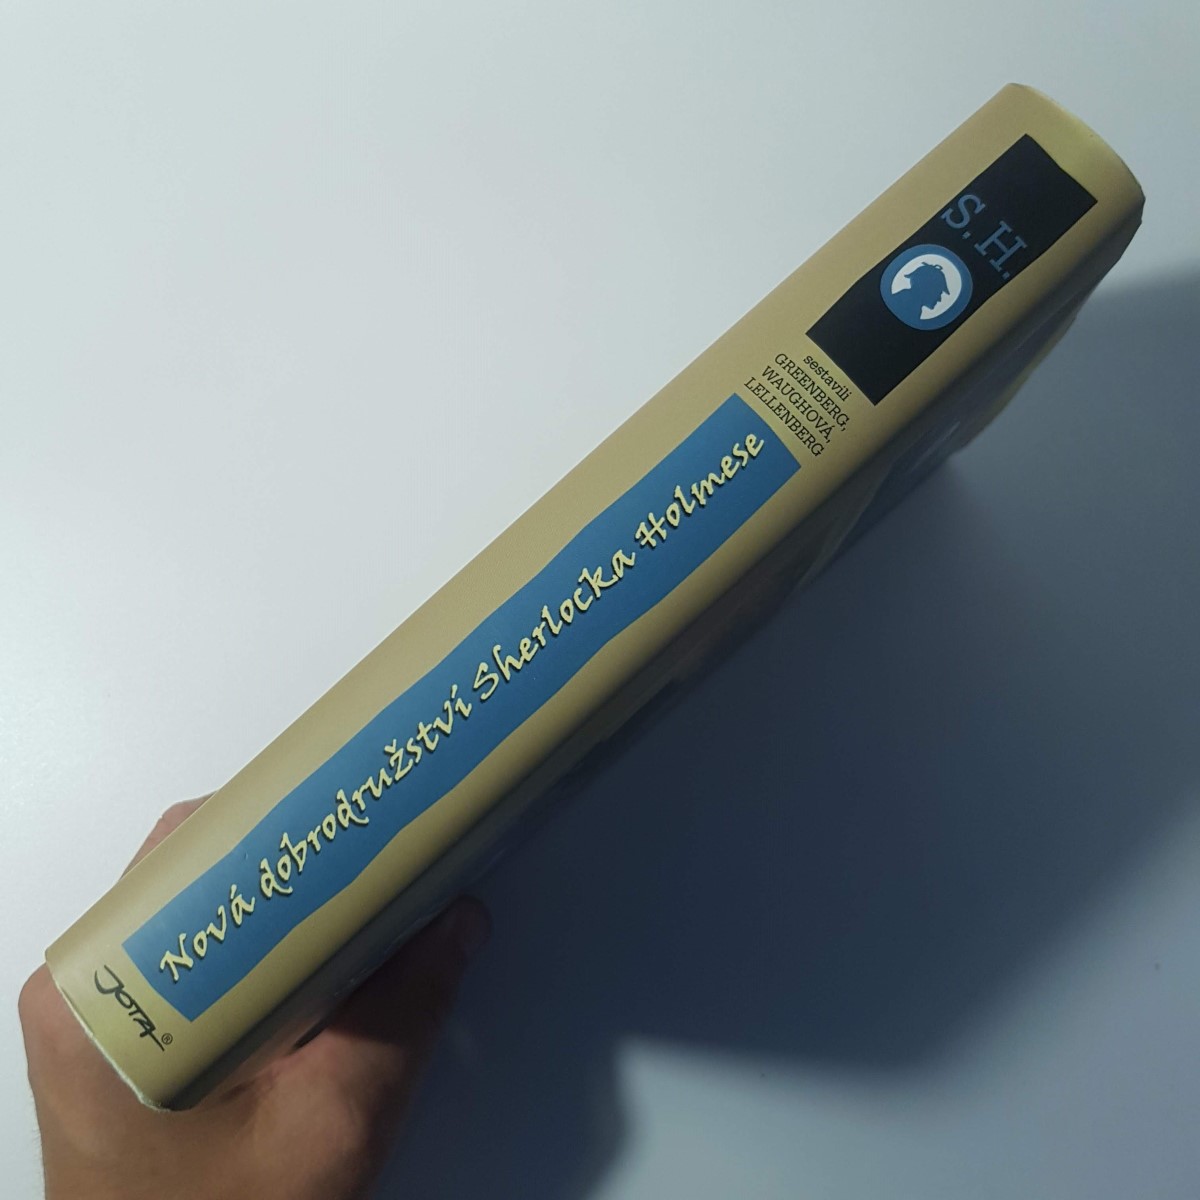 S. H.
sestavili
GREENBERG,
WAUGHOVÁ,
LELLENBERG
Nová dobrodružství Sherlocka Holmese
JOTA®